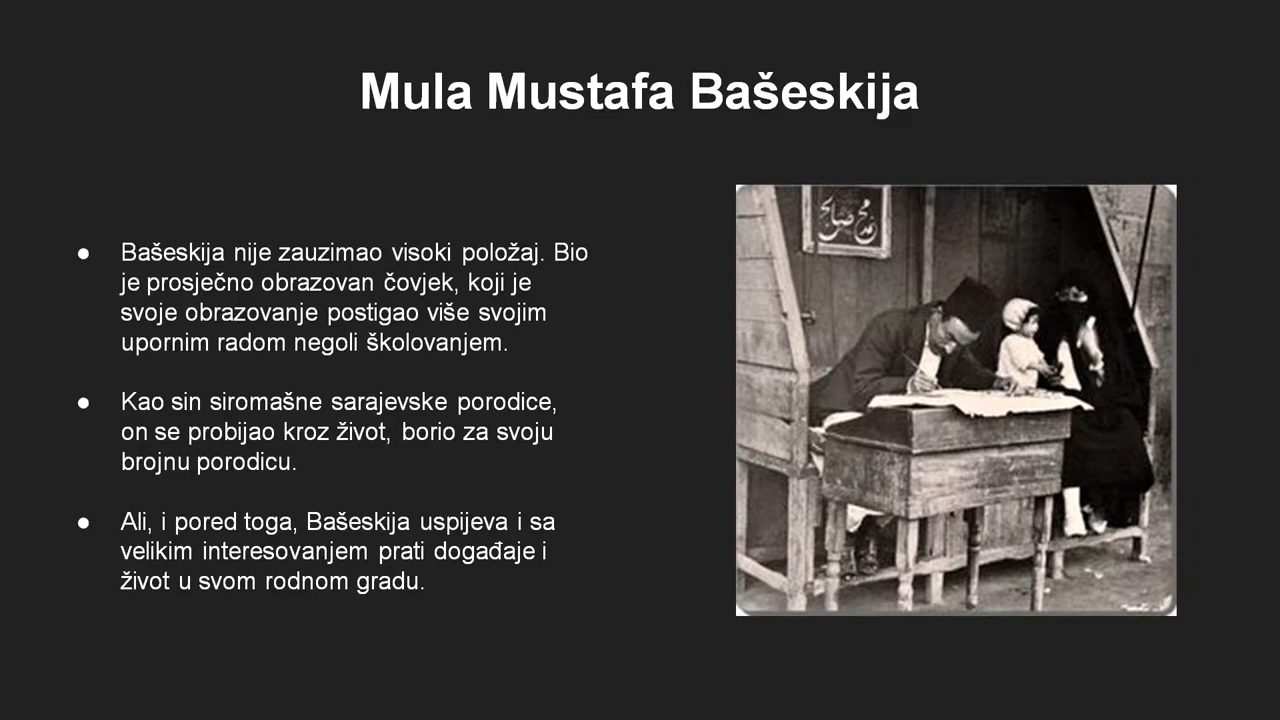 Mula Mustafa Bašeskija
● Bašeskija nije zauzimao visoki položaj. Bio
je prosječno obrazovan čovjek, koji je
svoje obrazovanje postigao više svojim
upornim radom negoli školovanjem.
● Kao sin siromašne sarajevske porodice,
on se probijao kroz život, borio za svoju
brojnu porodicu.
● Ali, i pored toga, Bašeskija uspijeva i sa
velikim interesovanjem prati događaje i
život u svom rodnom gradu.
محمد صالح